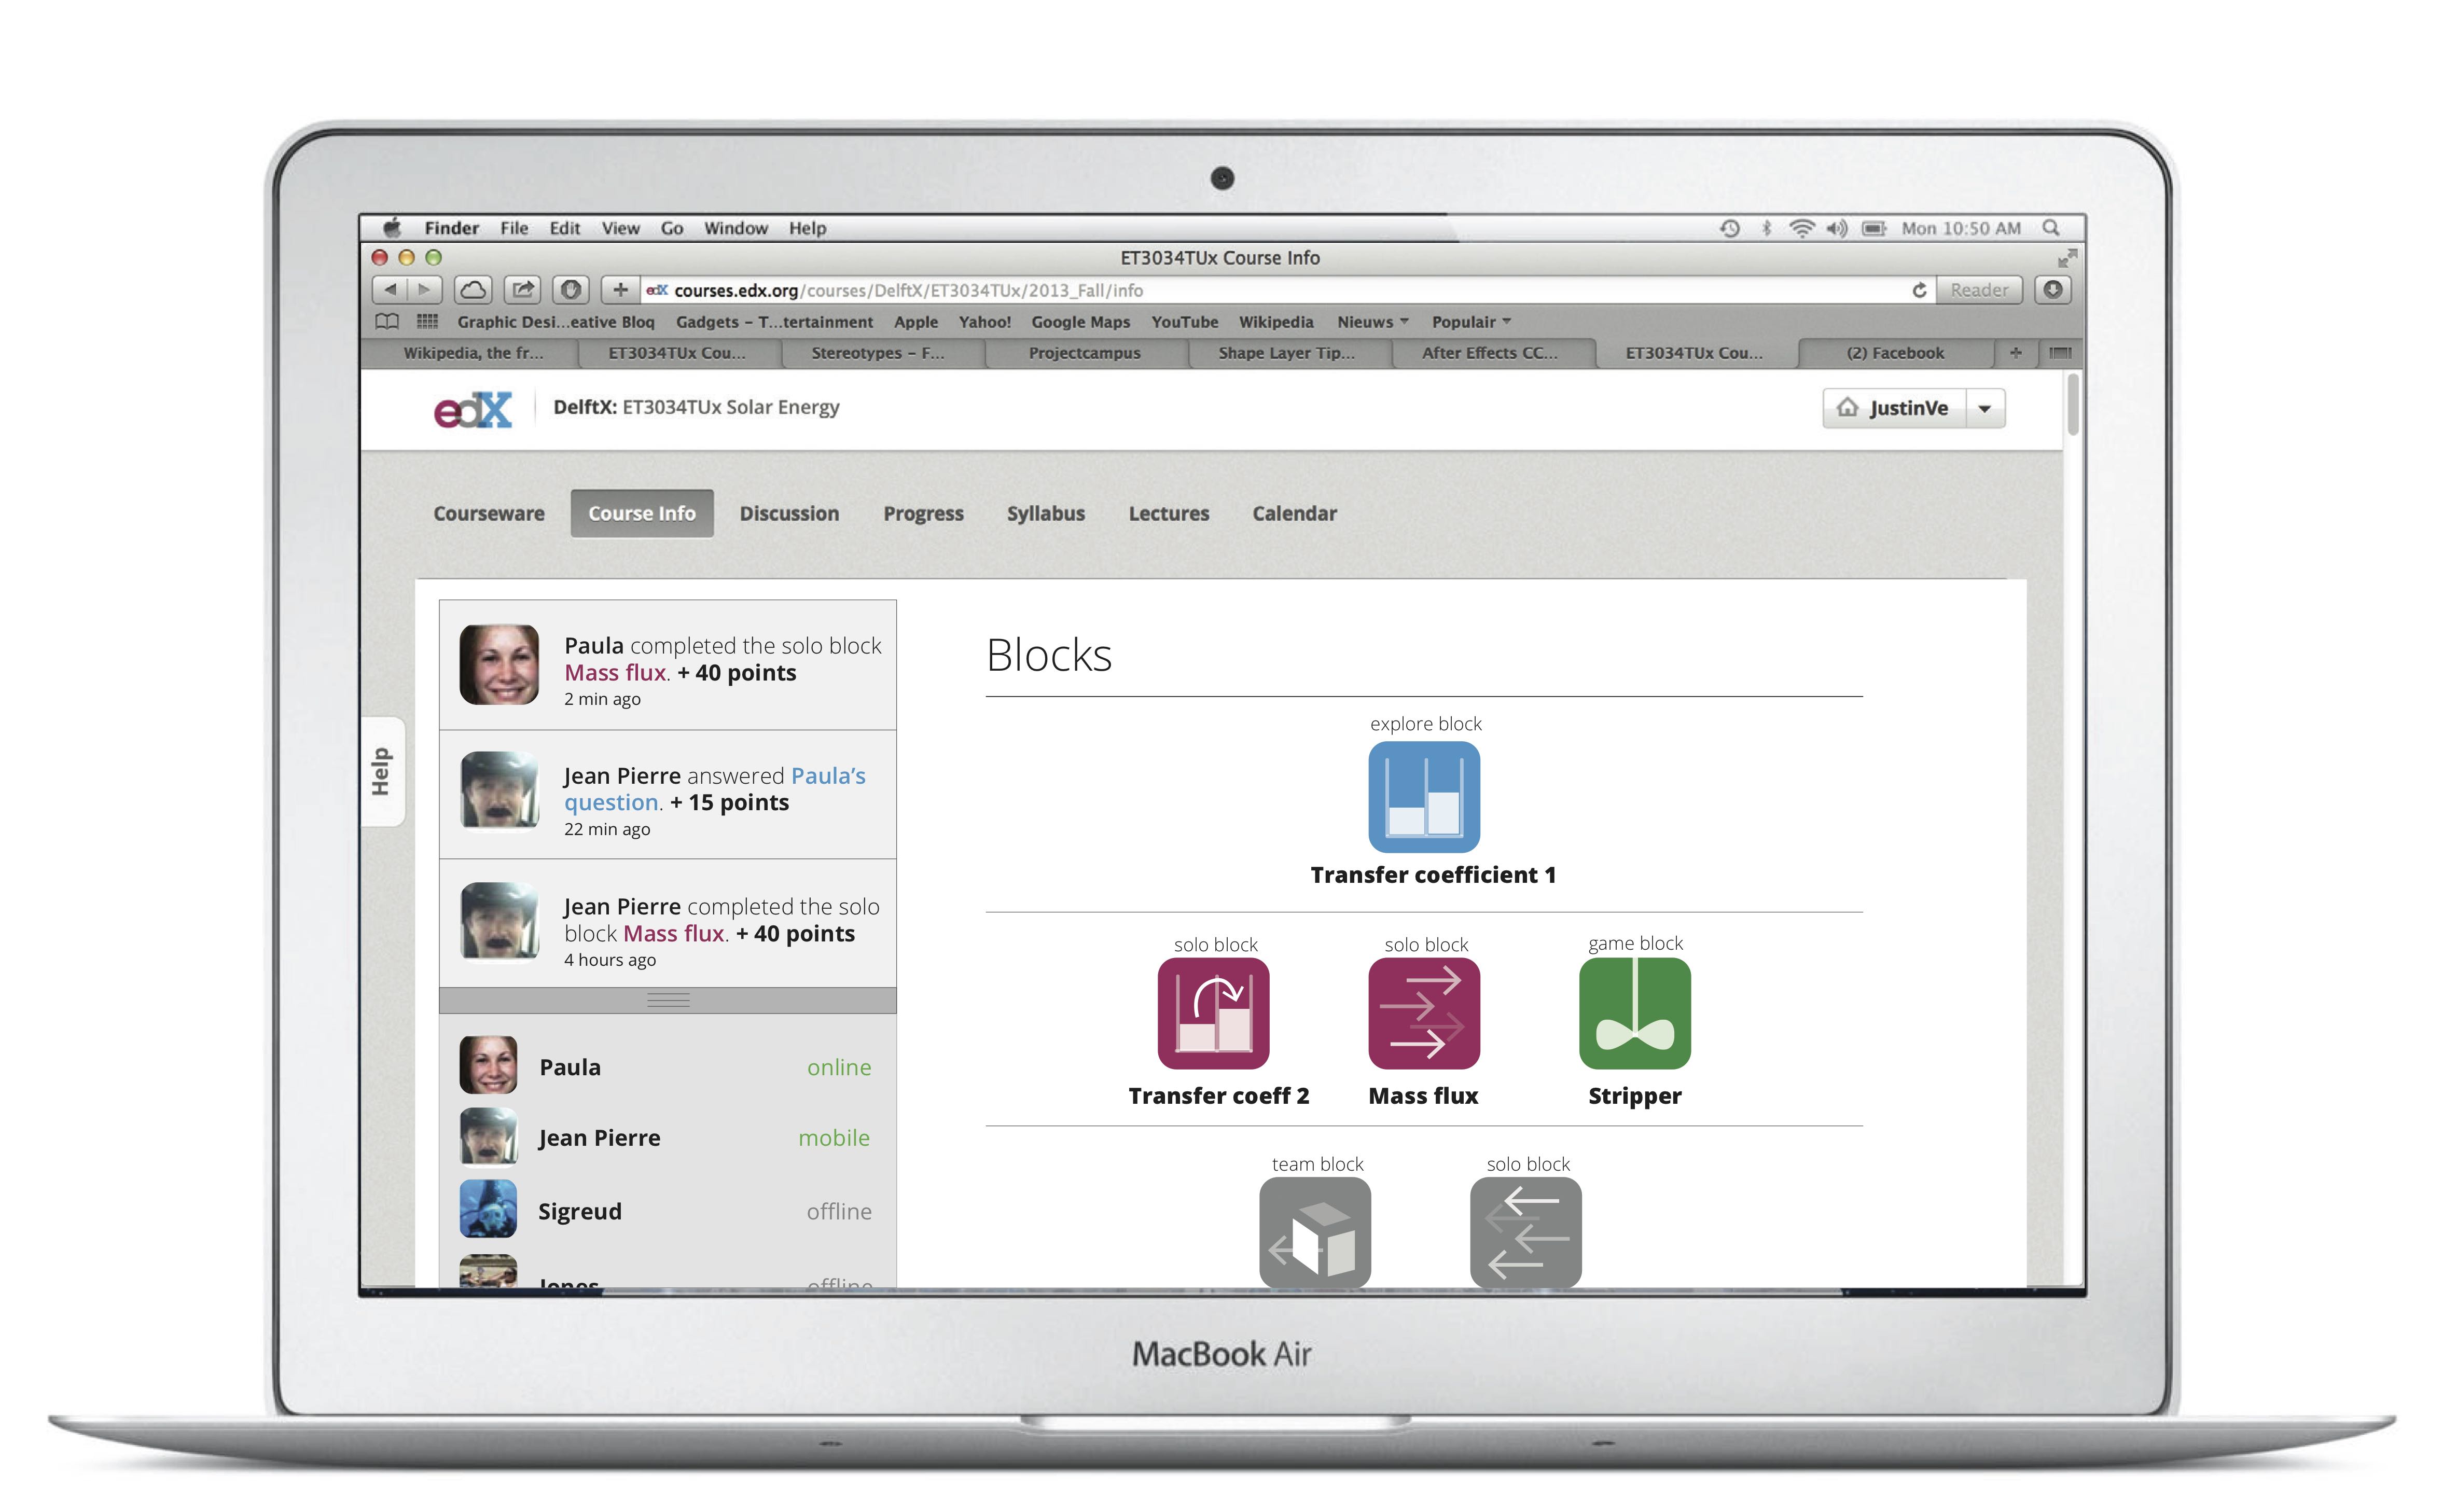 Finder File Edit View Go Window Help Mon 10:50 AM
ET3034TUx Course Info
edX courses.edx.org/courses/DelftX/ET3034TUx/2013_Fall/info Reader
Graphic Desi...eative Bloq Gadgets – T...tertainment Apple Yahoo! Google Maps YouTube Wikipedia Nieuws Populair
Wikipedia, the fr... ET3034TUx Cou... Stereotypes – F... Projectcampus Shape Layer Tip... After Effects CC... ET3034TUx Cou... (2) Facebook
edX DelftX: ET3034TUx Solar Energy JustinVe
Courseware Course Info Discussion Progress Syllabus Lectures Calendar
Help
Paula completed the solo block
Mass flux. + 40 points
2 min ago
Jean Pierre answered Paula’s
question. + 15 points
22 min ago
Jean Pierre completed the solo
block Mass flux. + 40 points
4 hours ago
Paula online
Jean Pierre mobile
Sigreud offline
Jones offline
Blocks
explore block
Transfer coefficient 1
solo block solo block game block
Transfer coeff 2 Mass flux Stripper
team block solo block
MacBook Air